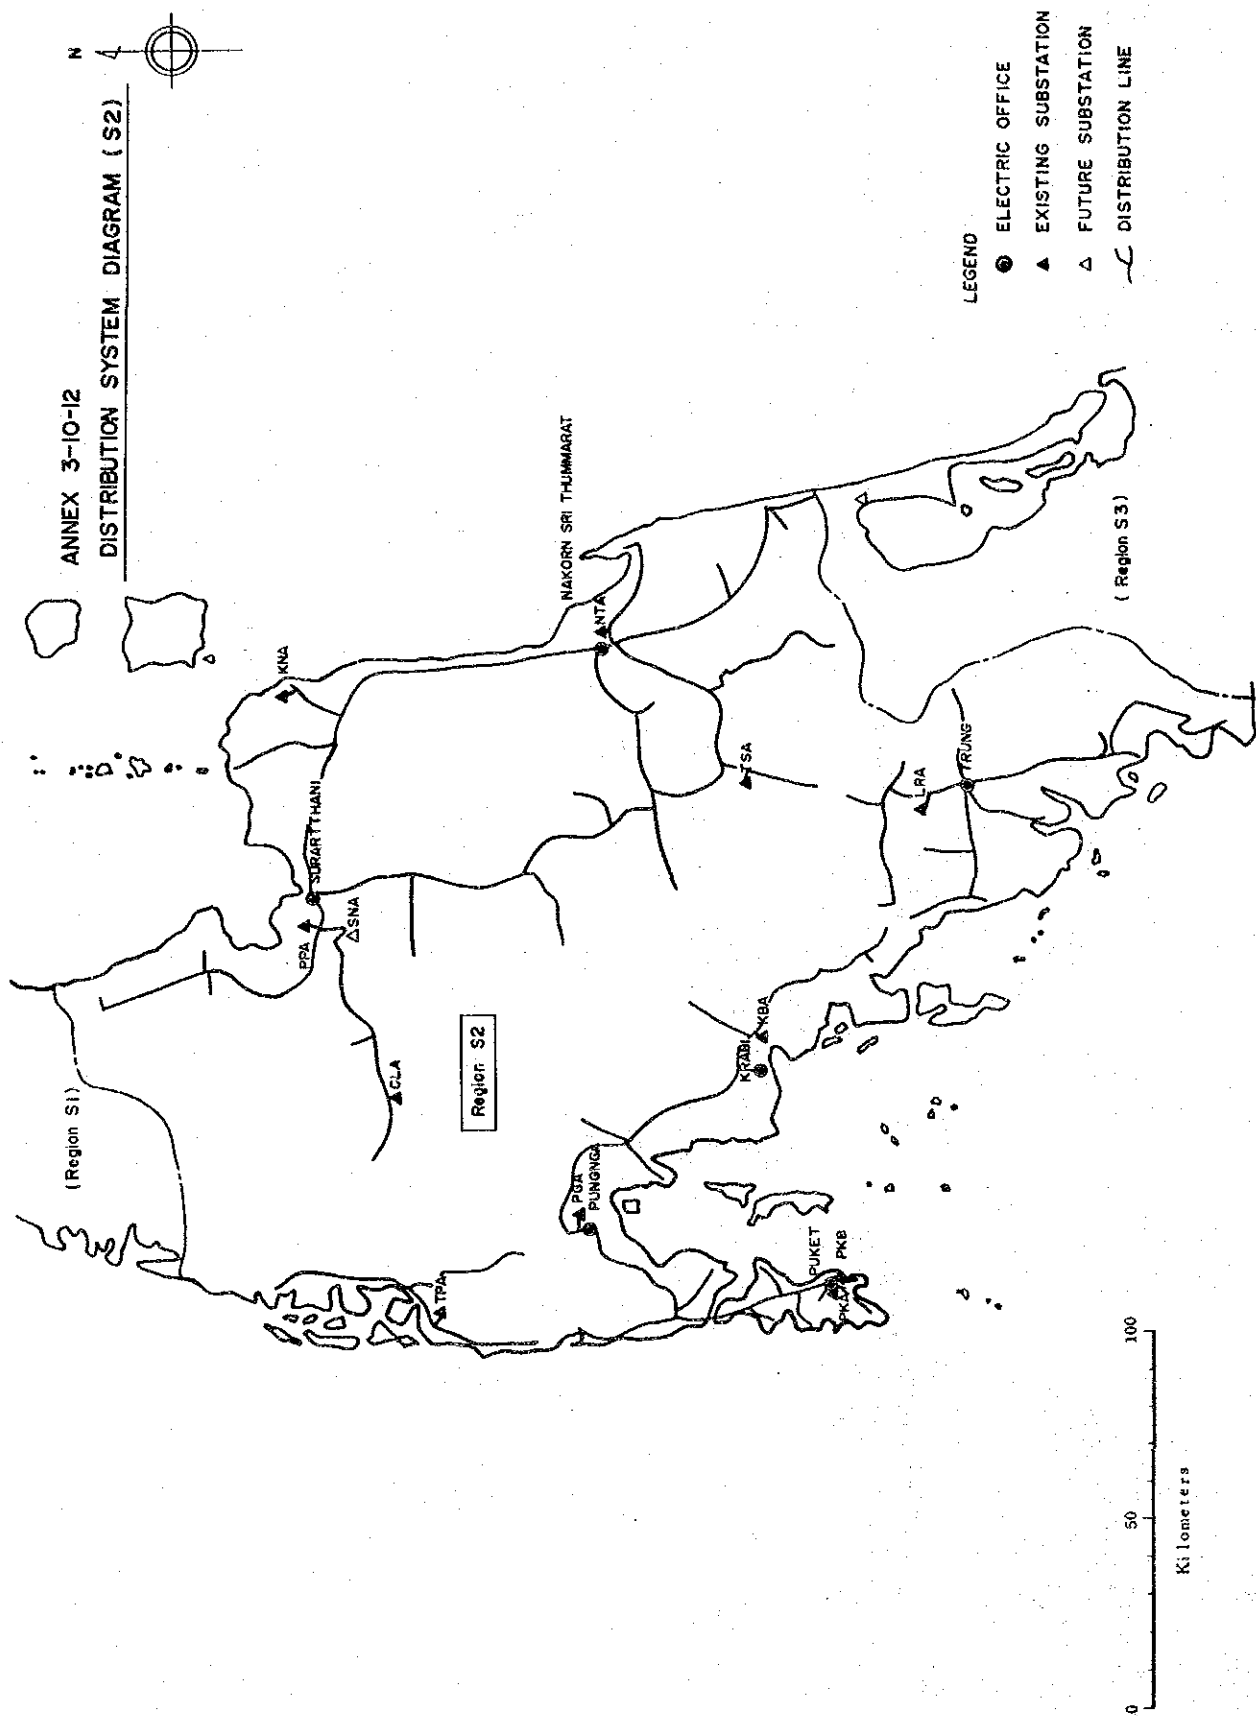 ANNEX 3-10-12
DISTRIBUTION SYSTEM DIAGRAM (S2)
N
(Region S1)
KNA
SURARTTHANI
PPA
SNA
CLA
Region S2
NAKORN SRI THUMMARAT
NTA
TPA
PGA
PUNGNGA
TSA
KRABI
KBA
PUKET
PKB
PKA
LRA
TRUNG
(Region S3)
LEGEND
ELECTRIC OFFICE
EXISTING SUBSTATION
FUTURE SUBSTATION
DISTRIBUTION LINE
0 50 100
Kilometers